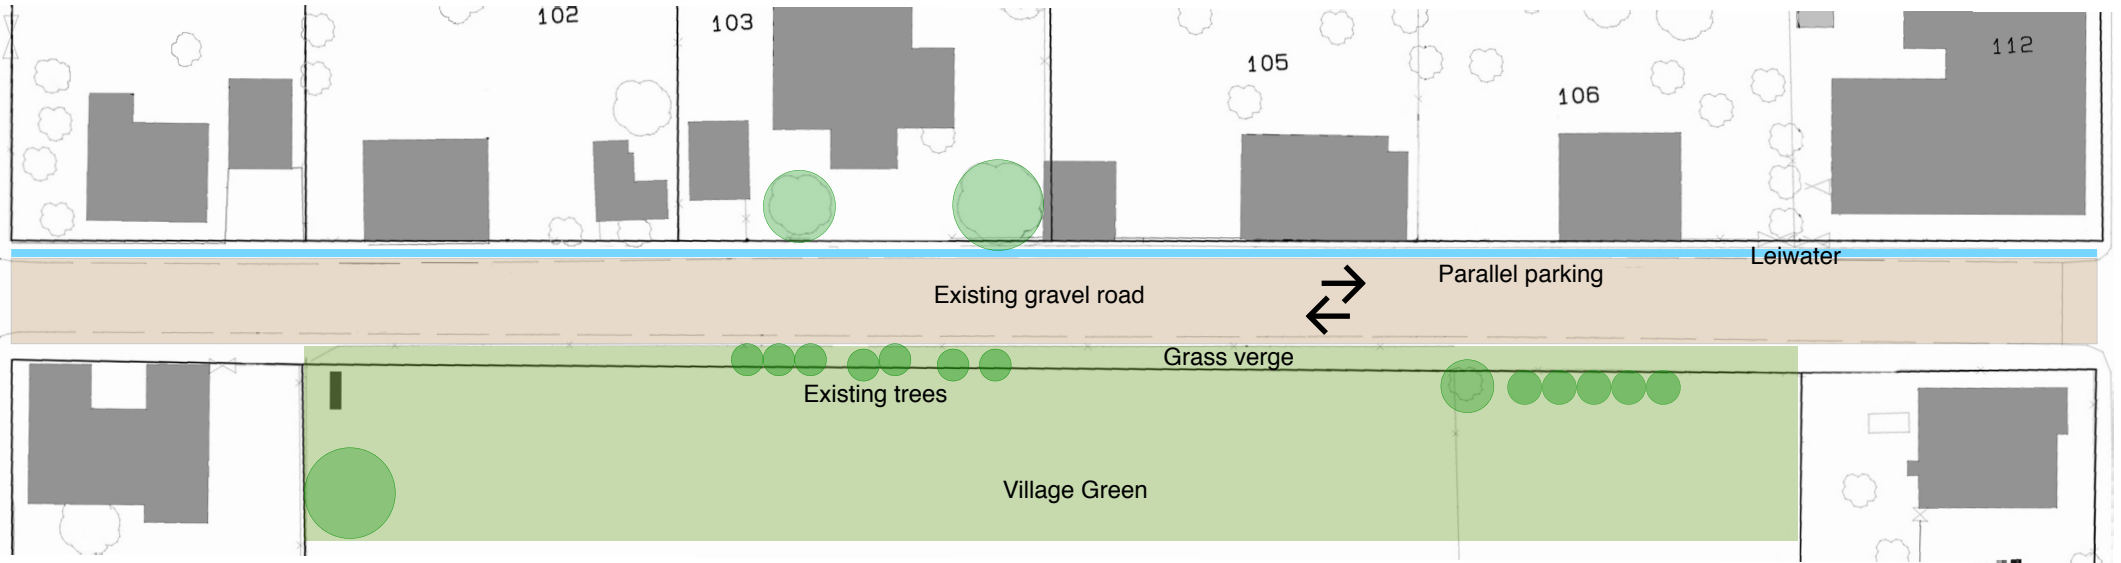 102
103
105
106
112
Leiwater
Parallel parking
Existing gravel road
Grass verge
Existing trees
Village Green